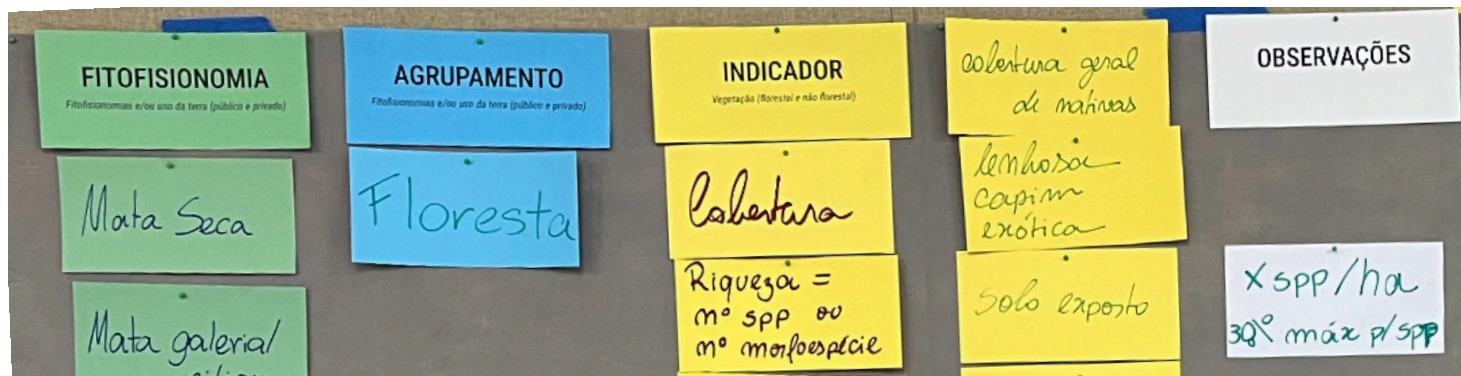 FITOFISIONOMIA
Fitofisionomias e/ou uso da terra (público e privado)
Mata Seca
Mata galeria/
AGRUPAMENTO
Fitofisionomias e/ou uso da terra (público e privado)
Floresta
INDICADOR
Vegetação (florestal e não florestal)
Cobertura
Riqueza =
nº spp ou
nº morfoespécie
cobertura geral
de nativas
lenhosa
capim
exótica
solo exposto
OBSERVAÇÕES
X spp/ha
máx p/spp